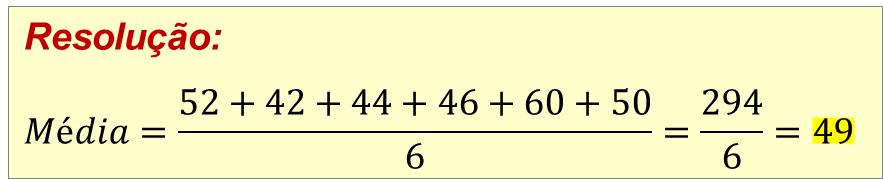 Resolução:
Média = (52 + 42 + 44 + 46 + 60 + 50)/6 = 294/6 = 49